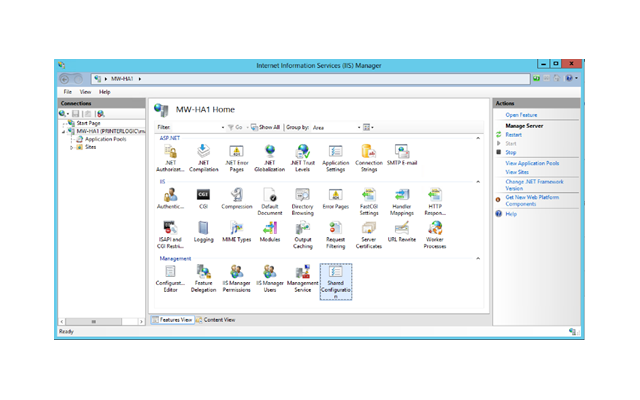 Internet Information Services (IIS) Manager
MW-HA1
File View Help
Connections
Start Page
MW-HA1 (PRINTERLOGIC\
Application Pools
Sites
MW-HA1 Home
Filter: Go Show All Group by: Area
ASP.NET
.NET Authorizat... .NET Compilation .NET Error Pages .NET Globalization .NET Trust Levels Application Settings Connection Strings SMTP E-mail
IIS
Authentic... CGI Compression Default Document Directory Browsing Error Pages FastCGI Settings Handler Mappings HTTP Respon...
ISAPI and CGI Restri... Logging MIME Types Modules Output Caching Request Filtering Server Certificates URL Rewrite Worker Processes
Management
Configurat... Editor Feature Delegation IIS Manager Permissions IIS Manager Users Management Service Shared Configuration
Features View Content View
Ready
Actions
Open Feature
Manage Server
Restart
Start
Stop
View Application Pools
View Sites
Change .NET Framework
Version
Get New Web Platform
Components
Help